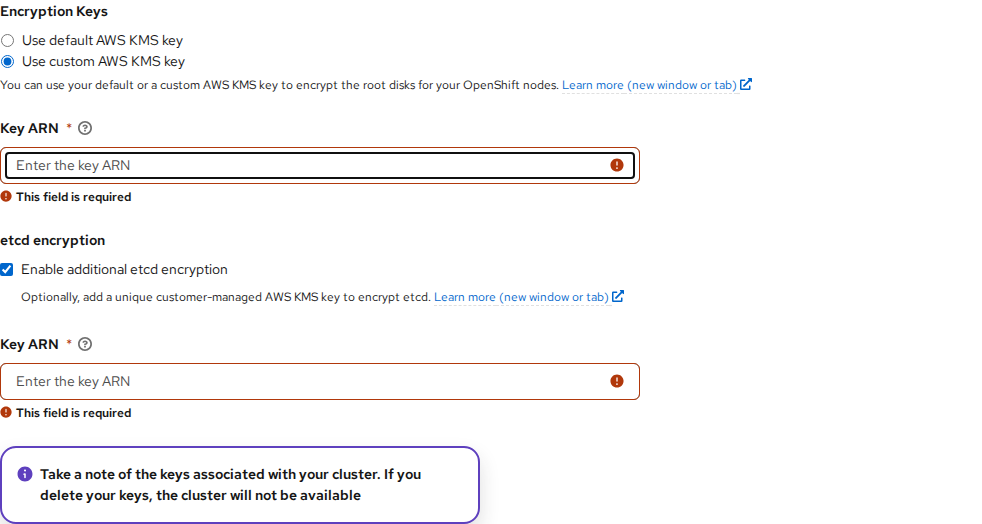 Encryption Keys
Use default AWS KMS key
Use custom AWS KMS key
You can use your default or a custom AWS KMS key to encrypt the root disks for your OpenShift nodes. Learn more (new window or tab)
Key ARN *
Enter the key ARN
This field is required
etcd encryption
Enable additional etcd encryption
Optionally, add a unique customer-managed AWS KMS key to encrypt etcd. Learn more (new window or tab)
Key ARN *
Enter the key ARN
This field is required
Take a note of the keys associated with your cluster. If you
delete your keys, the cluster will not be available